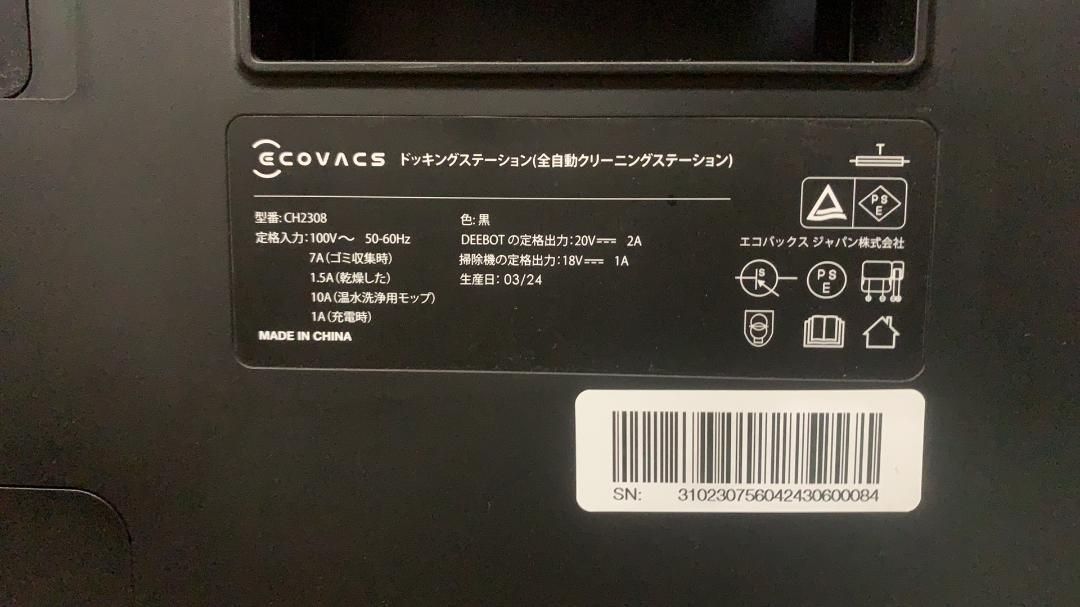 ECOVACS ドッキングステーション(全自動クリーニングステーション)
型番: CH2308
定格入力:100V～ 50-60Hz
7A(ゴミ収集時)
1.5A(乾燥した)
10A(温水洗浄用モップ)
1A(充電時)
MADE IN CHINA
色: 黒
DEEBOT の定格出力:20V⎓ 2A
掃除機の定格出力:18V⎓ 1A
生産日: 03/24
T
PSE
エコバックス ジャパン株式会社
IS
PSE
SN: 310230756042430600084